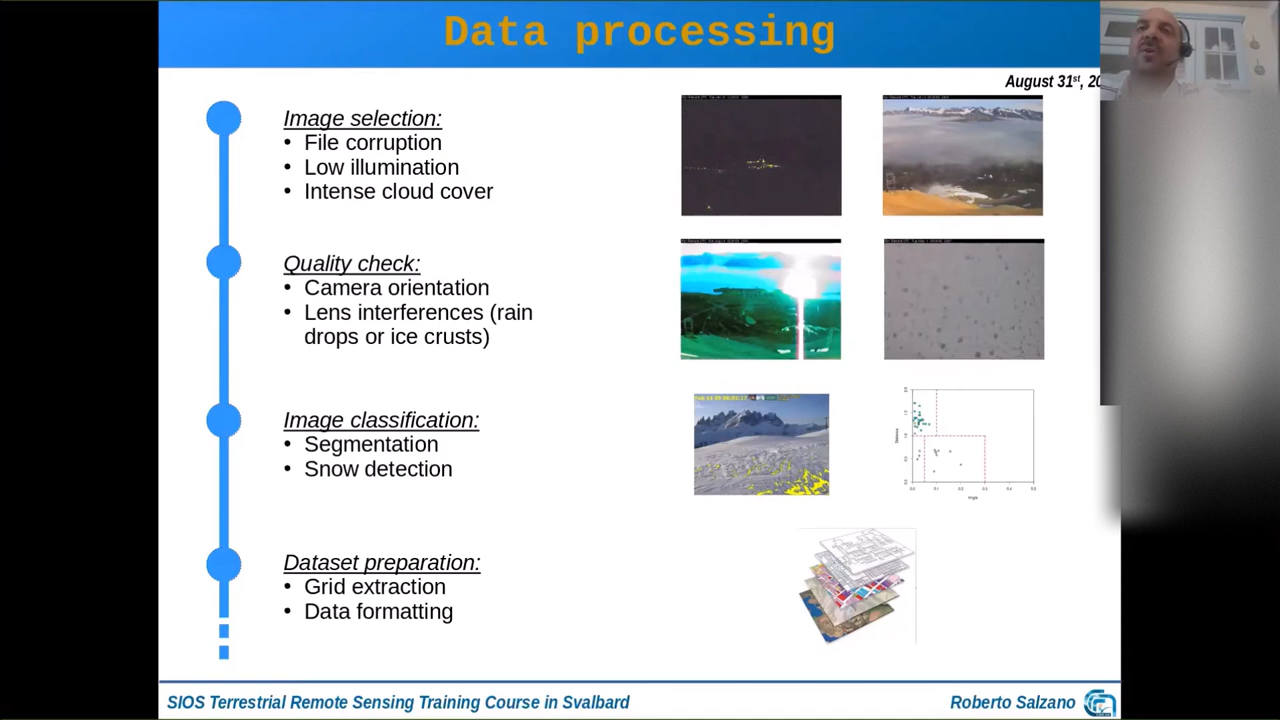 Data processing
August 31st, 20
Image selection:
• File corruption
• Low illumination
• Intense cloud cover
Quality check:
• Camera orientation
• Lens interferences (rain
drops or ice crusts)
Image classification:
• Segmentation
• Snow detection
Dataset preparation:
• Grid extraction
• Data formatting
SIOS Terrestrial Remote Sensing Training Course in Svalbard
Roberto Salzano